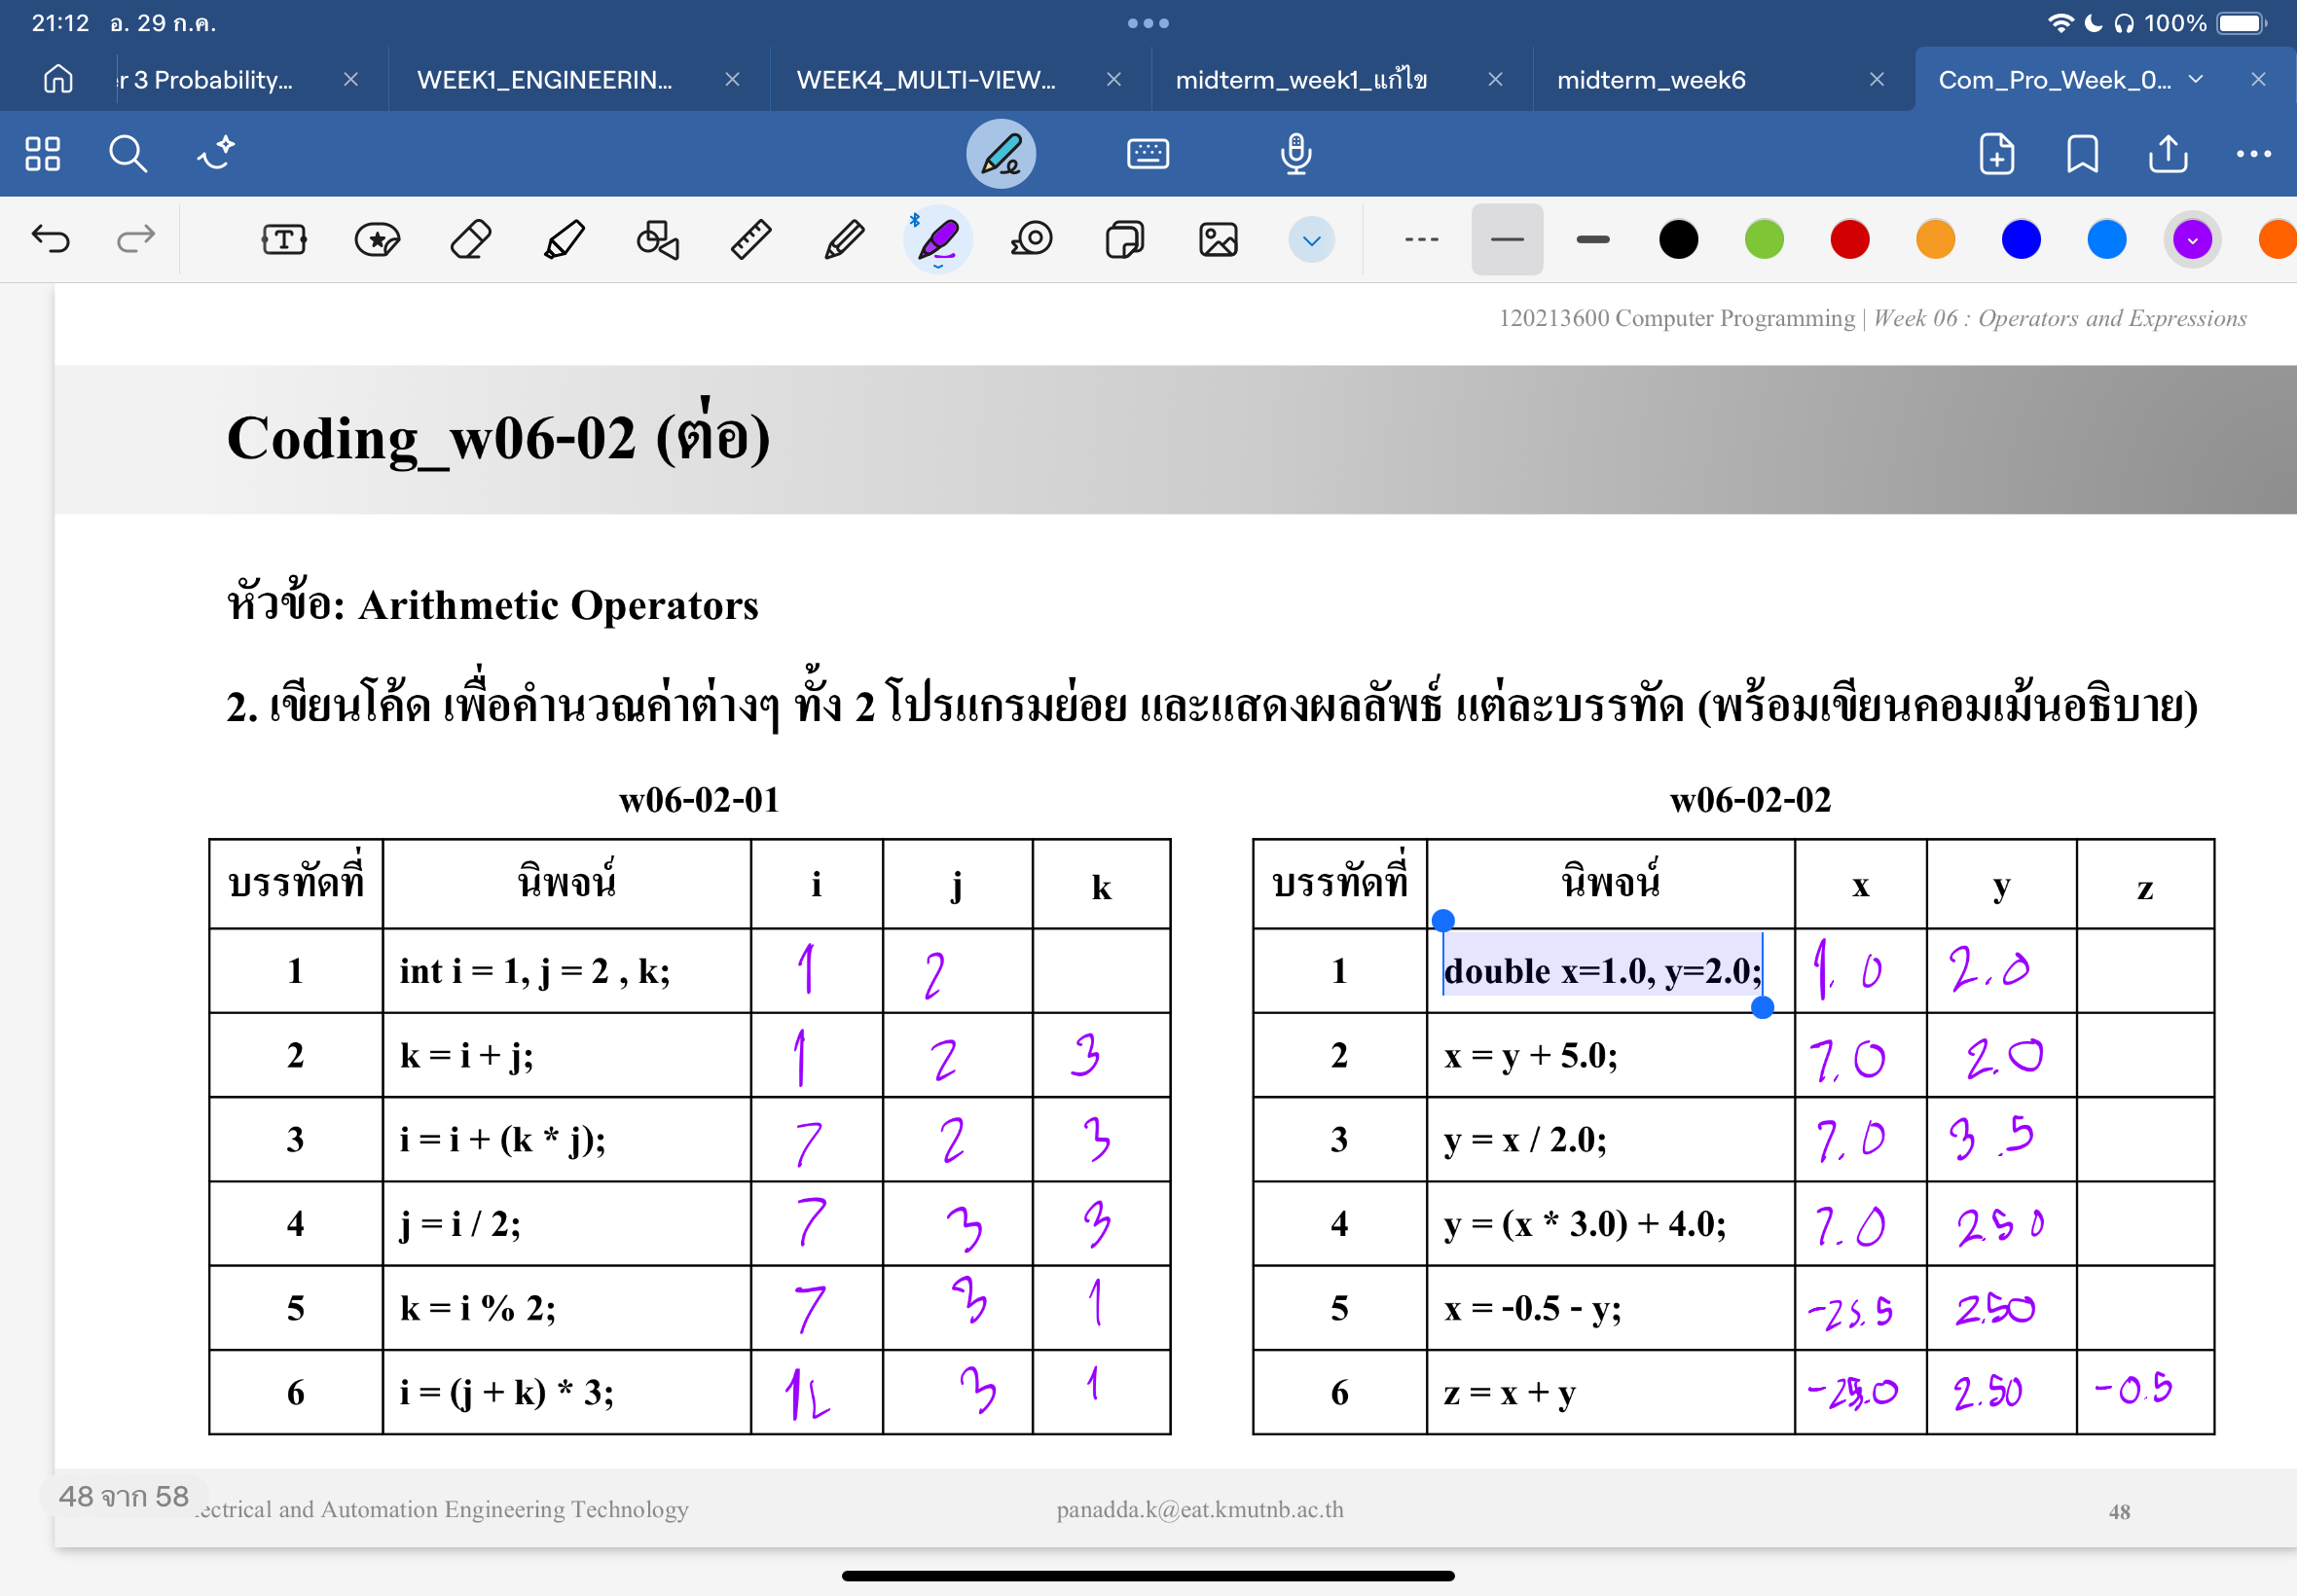 21:12 อ. 29 ก.ค. 100%
r 3 Probability... WEEK1_ENGINEERIN... WEEK4_MULTI-VIEW... midterm_week1_แก้ไข midterm_week6 Com_Pro_Week_0...
120213600 Computer Programming | Week 06 : Operators and Expressions
Coding_w06-02 (ต่อ)
หัวข้อ: Arithmetic Operators
2. เขียนโค้ด เพื่อคำนวณค่าต่างๆ ทั้ง 2 โปรแกรมย่อย และแสดงผลลัพธ์ แต่ละบรรทัด (พร้อมเขียนคอมเม้นอธิบาย)
w06-02-01
บรรทัดที่ นิพจน์ i j k
1 int i = 1, j = 2 , k; 1 2
2 k = i + j; 1 2 3
3 i = i + (k * j); 7 2 3
4 j = i / 2; 7 3 3
5 k = i % 2; 7 3 1
6 i = (j + k) * 3; 12 3 1
w06-02-02
บรรทัดที่ นิพจน์ x y z
1 double x=1.0, y=2.0; 1.0 2.0
2 x = y + 5.0; 7.0 2.0
3 y = x / 2.0; 7.0 3.5
4 y = (x * 3.0) + 4.0; 7.0 25.0
5 x = -0.5 - y; -25.5 25.0
6 z = x + y 25.0 -0.5
48 จาก 58
ectrical and Automation Engineering Technology panadda.k@eat.kmutnb.ac.th 48